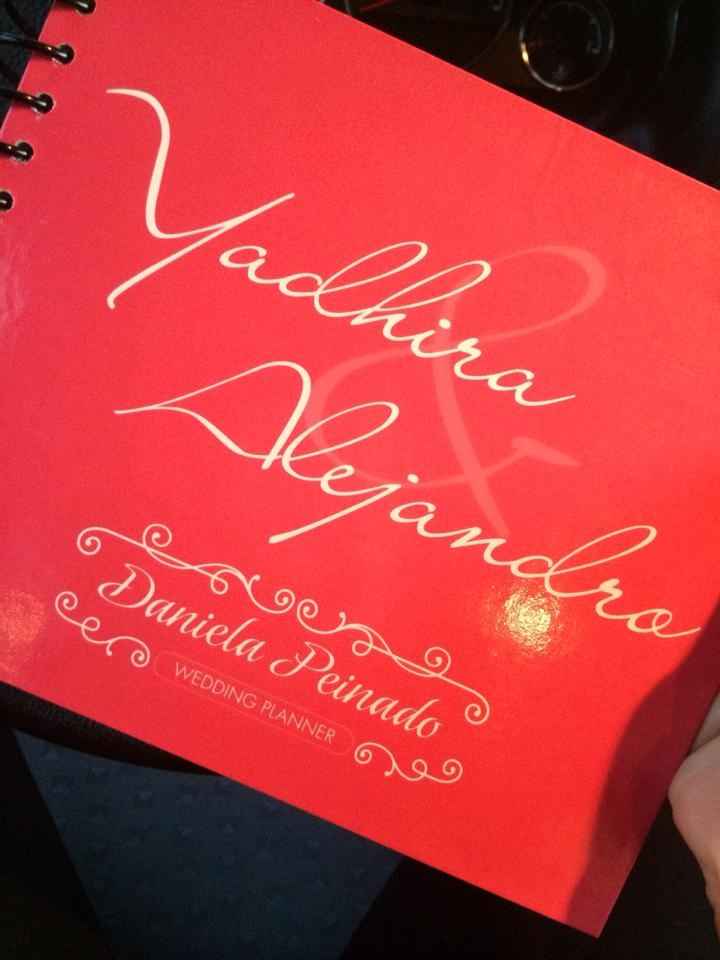 Yadhira
&
Alejandro
Daniela Peinado
WEDDING PLANNER